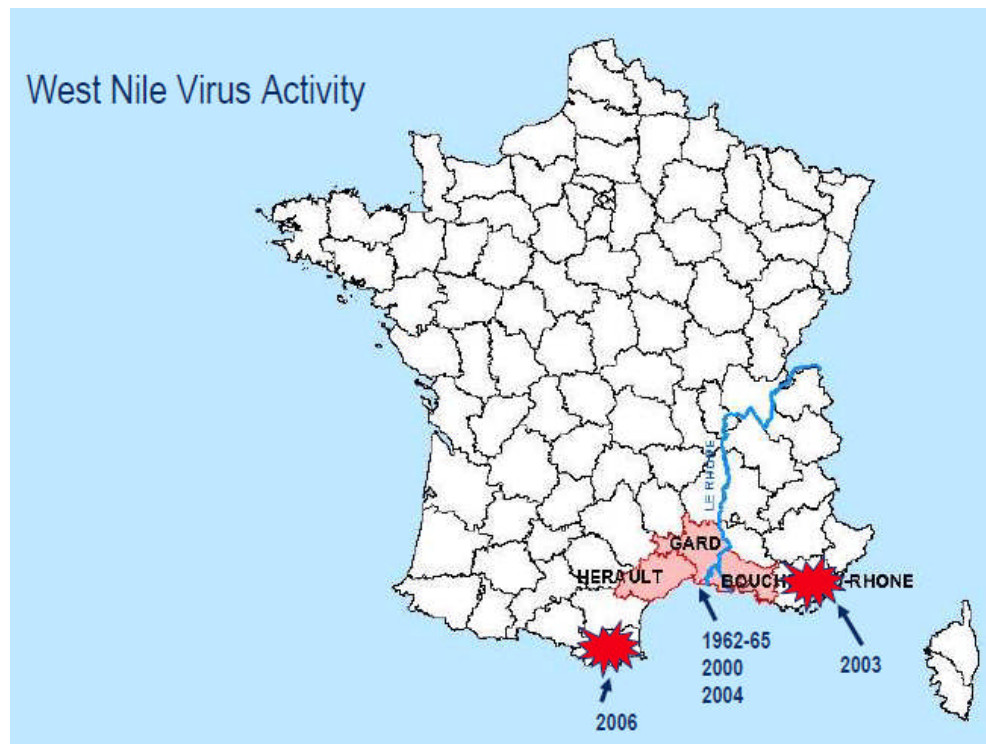 West Nile Virus Activity
LE RHONE
GARD
HERAULT
BOUCH -RHONE
1962-65
2000
2004
2003
2006